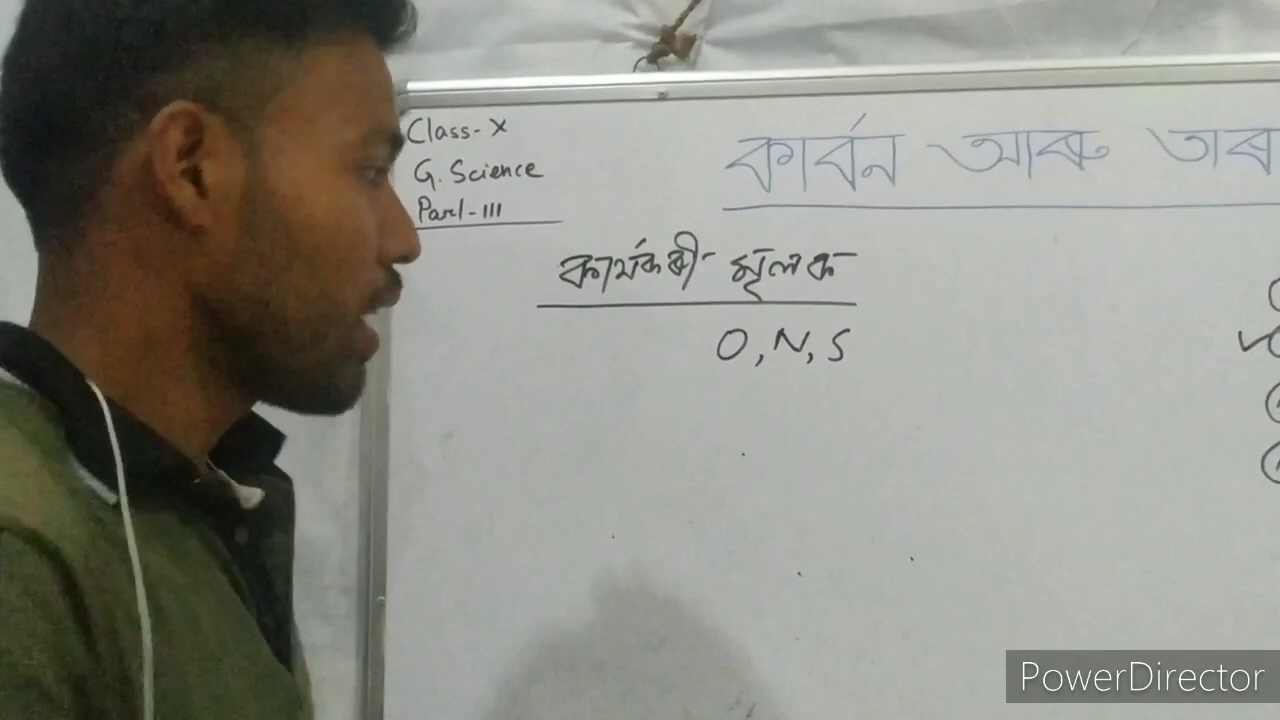 Class-X
G. Science
Part-III
কাৰ্বন আৰু তাৰ
কাৰ্যকৰী মূলক
O, N, S
PowerDirector